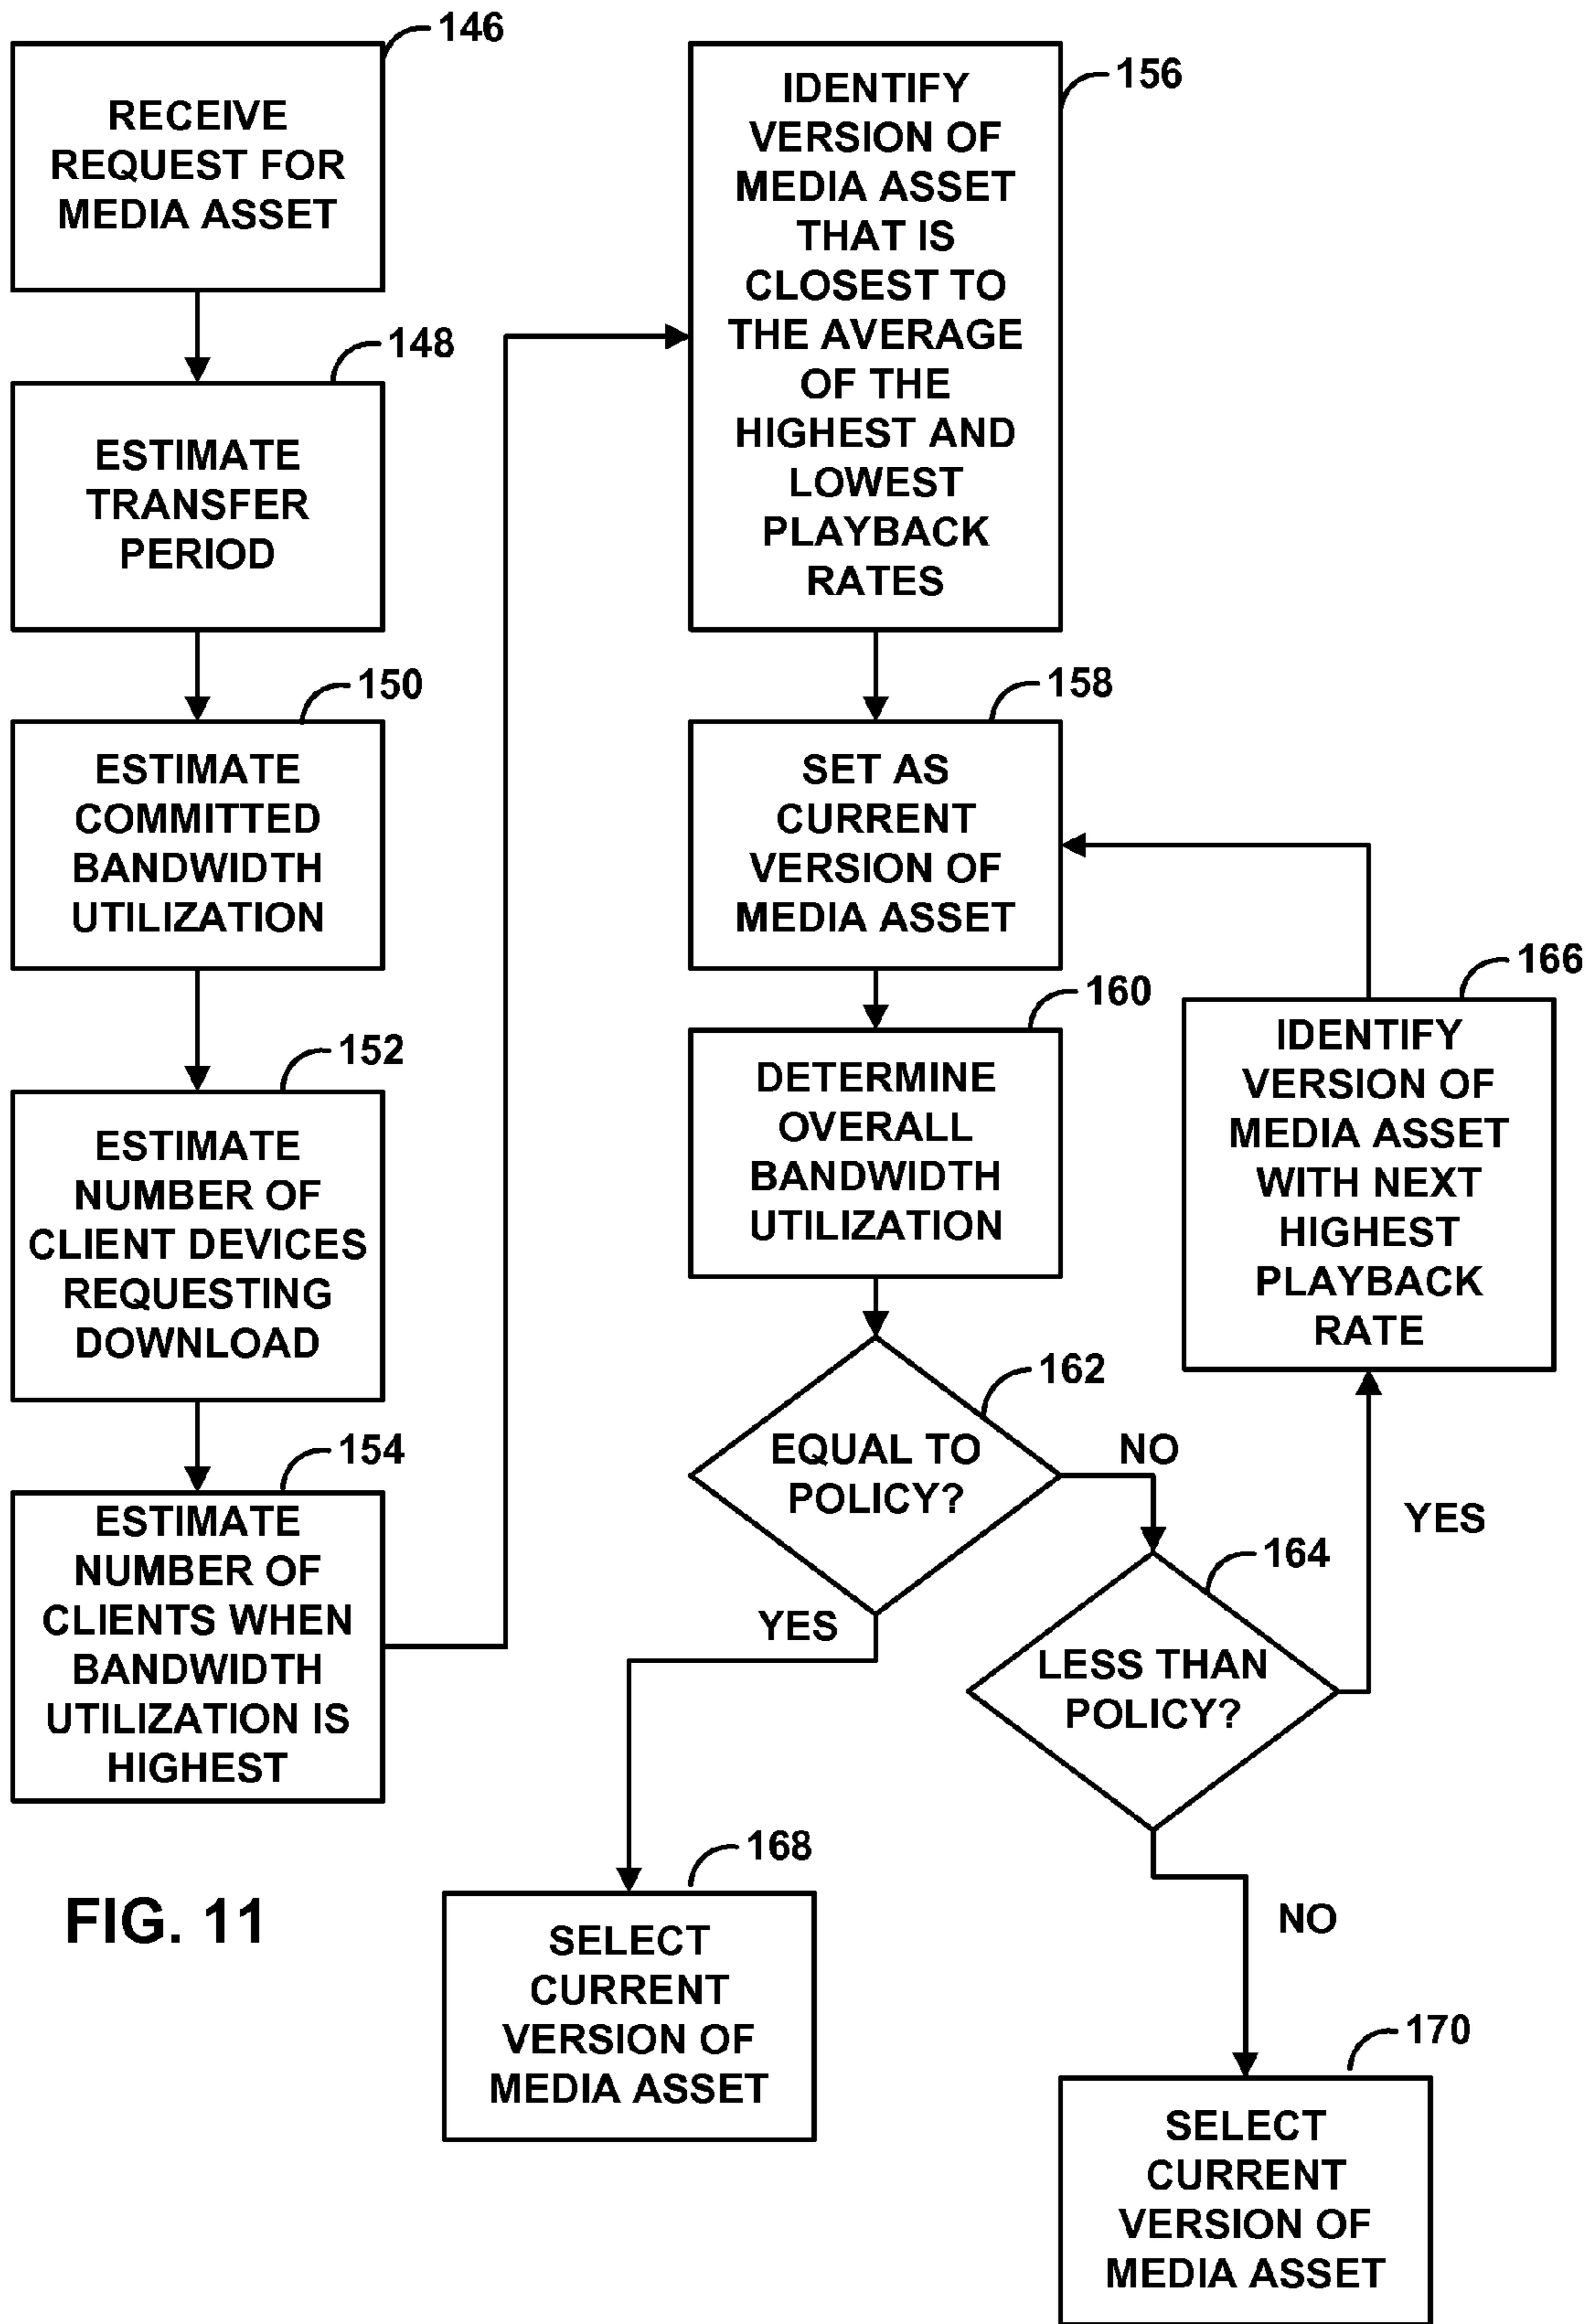 146
RECEIVE
REQUEST FOR
MEDIA ASSET
148
ESTIMATE
TRANSFER
PERIOD
150
ESTIMATE
COMMITTED
BANDWIDTH
UTILIZATION
152
ESTIMATE
NUMBER OF
CLIENT DEVICES
REQUESTING
DOWNLOAD
154
ESTIMATE
NUMBER OF
CLIENTS WHEN
BANDWIDTH
UTILIZATION IS
HIGHEST
156
IDENTIFY
VERSION OF
MEDIA ASSET
THAT IS
CLOSEST TO
THE AVERAGE
OF THE
HIGHEST AND
LOWEST
PLAYBACK
RATES
158
SET AS
CURRENT
VERSION OF
MEDIA ASSET
160
DETERMINE
OVERALL
BANDWIDTH
UTILIZATION
162
EQUAL TO
POLICY?
NO
YES
164
LESS THAN
POLICY?
YES
NO
166
IDENTIFY
VERSION OF
MEDIA ASSET
WITH NEXT
HIGHEST
PLAYBACK
RATE
168
SELECT
CURRENT
VERSION OF
MEDIA ASSET
170
SELECT
CURRENT
VERSION OF
MEDIA ASSET
FIG. 11